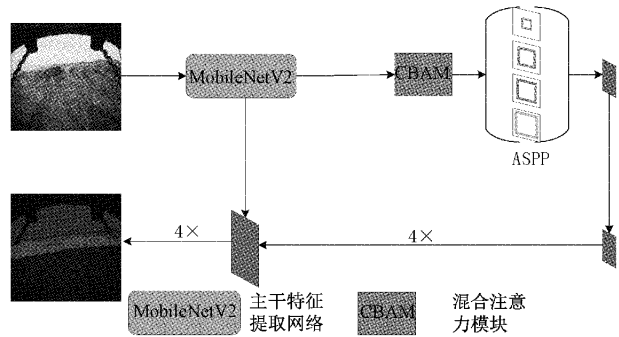 MobileNetV2
CBAM
ASPP
4×
4×
MobileNetV2
主干特征
提取网络
CBAM
混合注意
力模块